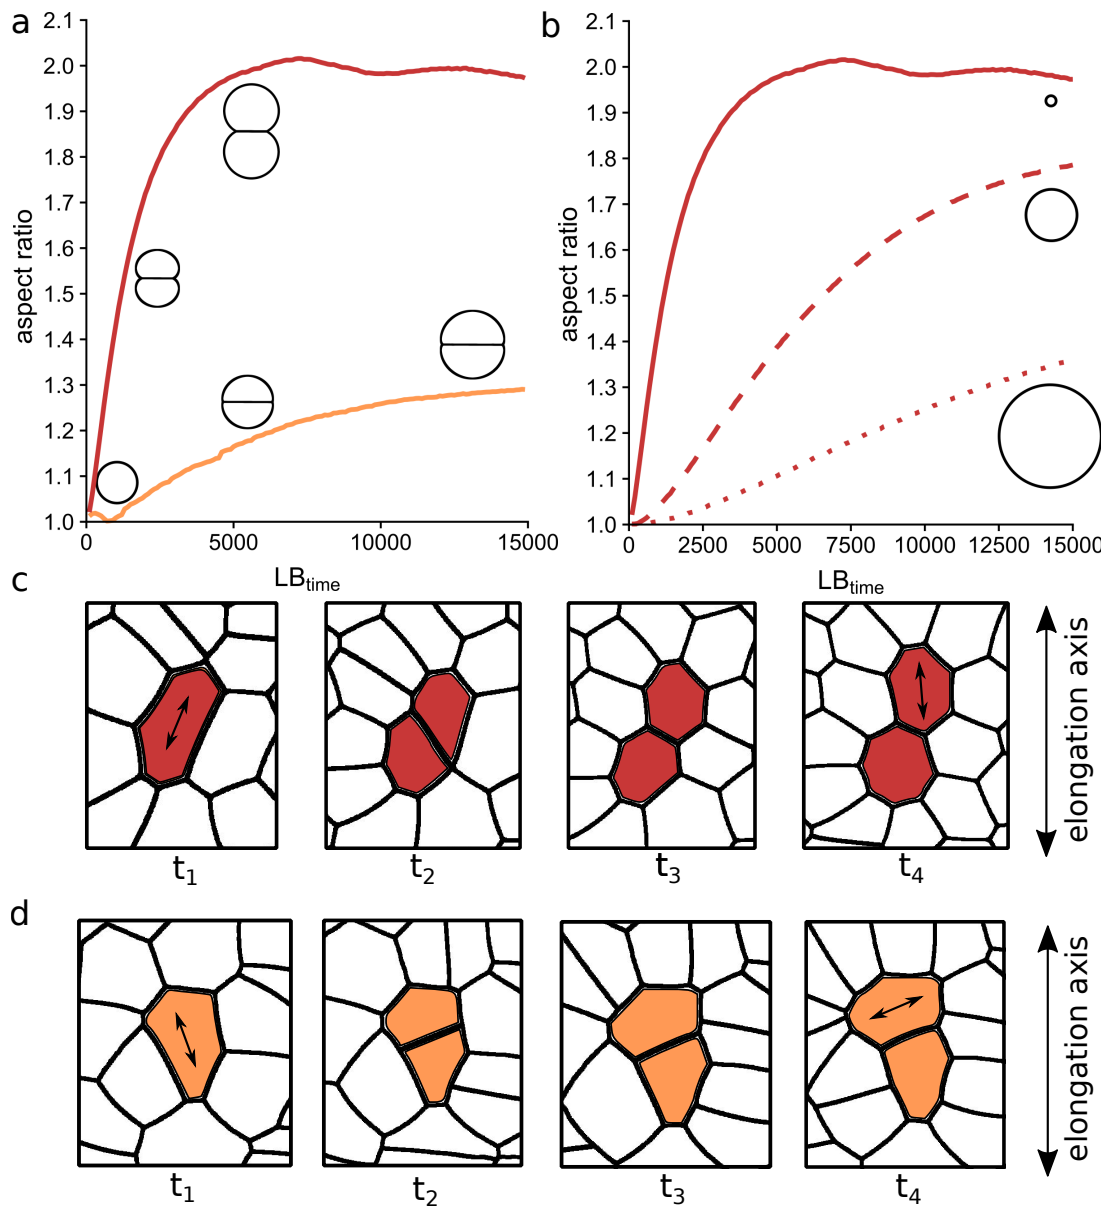 a
2.1
2.0
1.9
1.8
1.7
1.6
1.5
1.4
1.3
1.2
1.1
1.0
aspect ratio
0 5000 10000 15000
LBtime
b
2.1
2.0
1.9
1.8
1.7
1.6
1.5
1.4
1.3
1.2
1.1
1.0
aspect ratio
0 2500 5000 7500 10000 12500 15000
LBtime
c
t1 t2 t3 t4
elongation axis
d
t1 t2 t3 t4
elongation axis